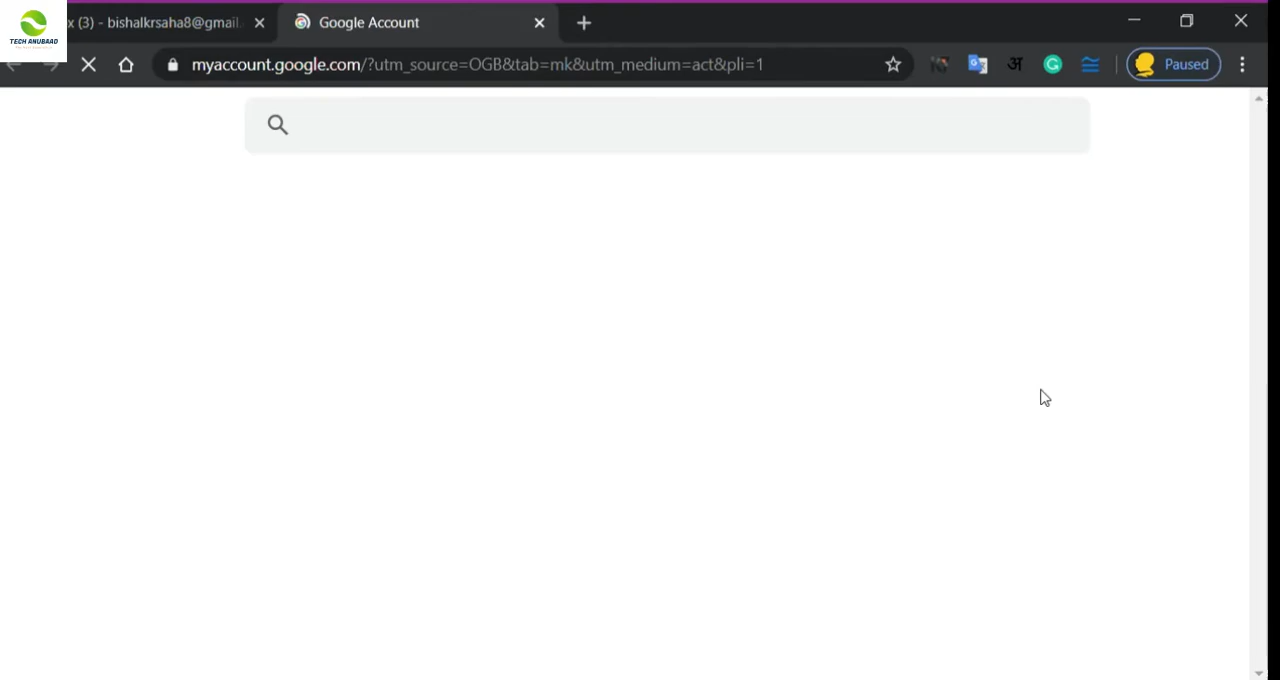 x (3) - bishalkrsaha8@gmail.
Google Account
TECH ANUBAAD
myaccount.google.com/?utm_source=OGB&tab=mk&utm_medium=act&pli=1
अ
G
Paused